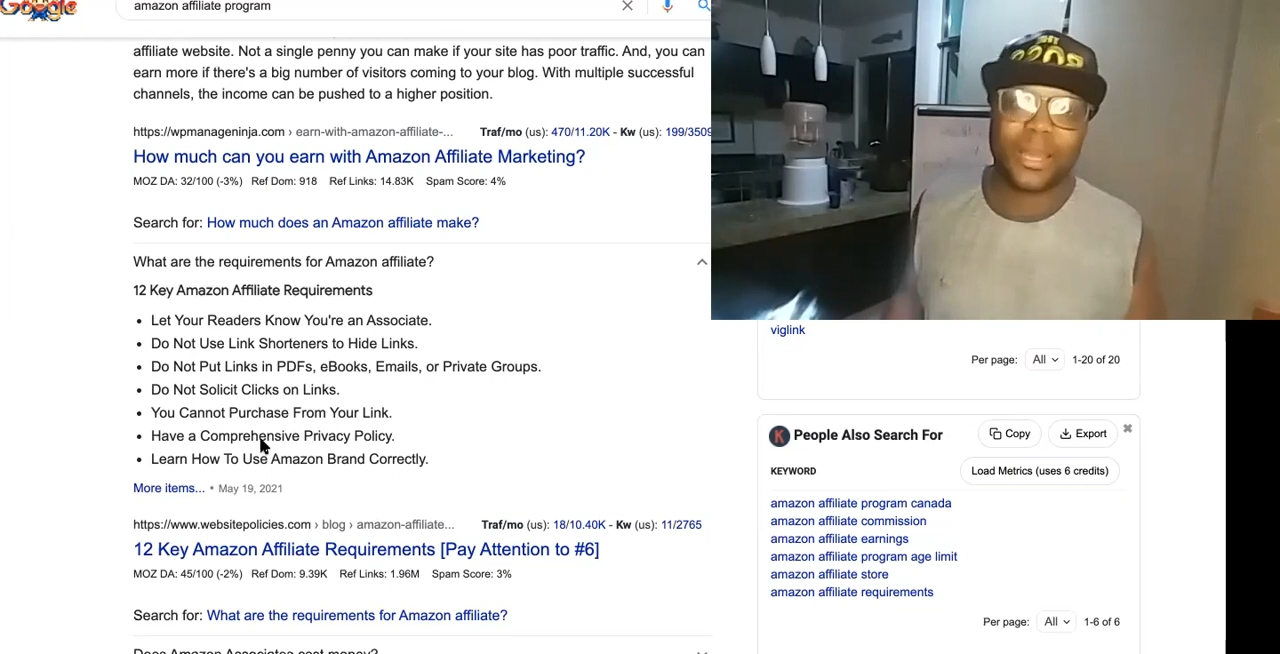 Google
amazon affiliate program
affiliate website. Not a single penny you can make if your site has poor traffic. And, you can
earn more if there's a big number of visitors coming to your blog. With multiple successful
channels, the income can be pushed to a higher position.
https://wpmanageninja.com › earn-with-amazon-affiliate-... Traf/mo (us): 470/11.20K - Kw (us): 199/3509
How much can you earn with Amazon Affiliate Marketing?
MOZ DA: 32/100 (-3%) Ref Dom: 918 Ref Links: 14.83K Spam Score: 4%
Search for: How much does an Amazon affiliate make?
What are the requirements for Amazon affiliate?
12 Key Amazon Affiliate Requirements
• Let Your Readers Know You're an Associate.
• Do Not Use Link Shorteners to Hide Links.
• Do Not Put Links in PDFs, eBooks, Emails, or Private Groups.
• Do Not Solicit Clicks on Links.
• You Cannot Purchase From Your Link.
• Have a Comprehensive Privacy Policy.
• Learn How To Use Amazon Brand Correctly.
More items... • May 19, 2021
https://www.websitepolicies.com › blog › amazon-affiliate... Traf/mo (us): 18/10.40K - Kw (us): 11/2765
12 Key Amazon Affiliate Requirements [Pay Attention to #6]
MOZ DA: 45/100 (-2%) Ref Dom: 9.39K Ref Links: 1.96M Spam Score: 3%
Search for: What are the requirements for Amazon affiliate?
Does Amazon Associates cost money?
viglink
Per page: All 1-20 of 20
K People Also Search For Copy Export
KEYWORD Load Metrics (uses 6 credits)
amazon affiliate program canada
amazon affiliate commission
amazon affiliate earnings
amazon affiliate program age limit
amazon affiliate store
amazon affiliate requirements
Per page: All 1-6 of 6